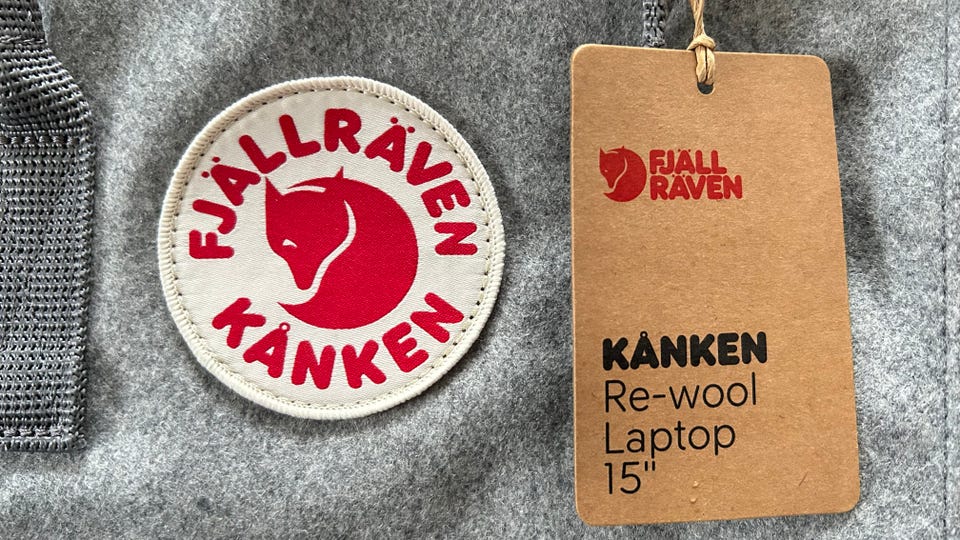 FJÄLLRÄVEN
KÅNKEN
FJÄLL
RÄVEN
KÅNKEN
Re-wool
Laptop
15"